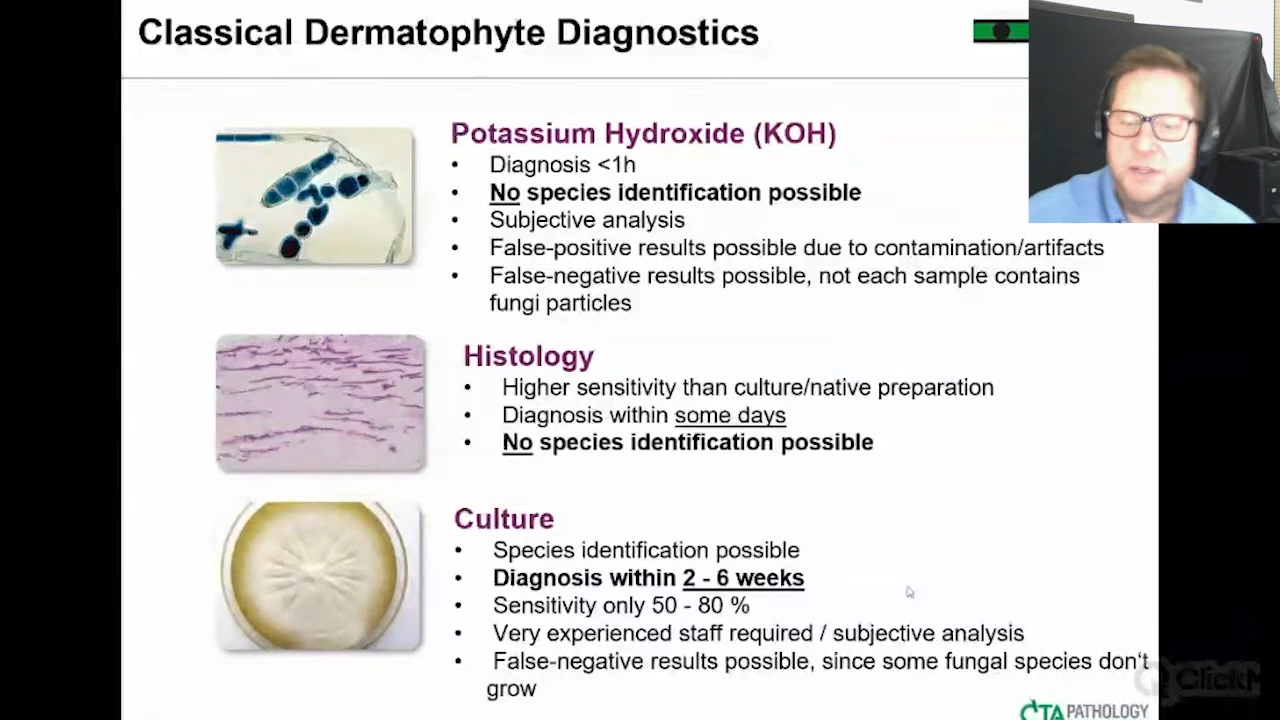 Classical Dermatophyte Diagnostics
Potassium Hydroxide (KOH)
• Diagnosis <1h
• No species identification possible
• Subjective analysis
• False-positive results possible due to contamination/artifacts
• False-negative results possible, not each sample contains
fungi particles
Histology
• Higher sensitivity than culture/native preparation
• Diagnosis within some days
• No species identification possible
Culture
• Species identification possible
• Diagnosis within 2 - 6 weeks
• Sensitivity only 50 - 80 %
• Very experienced staff required / subjective analysis
• False-negative results possible, since some fungal species don't
grow
CTA PATHOLOGY